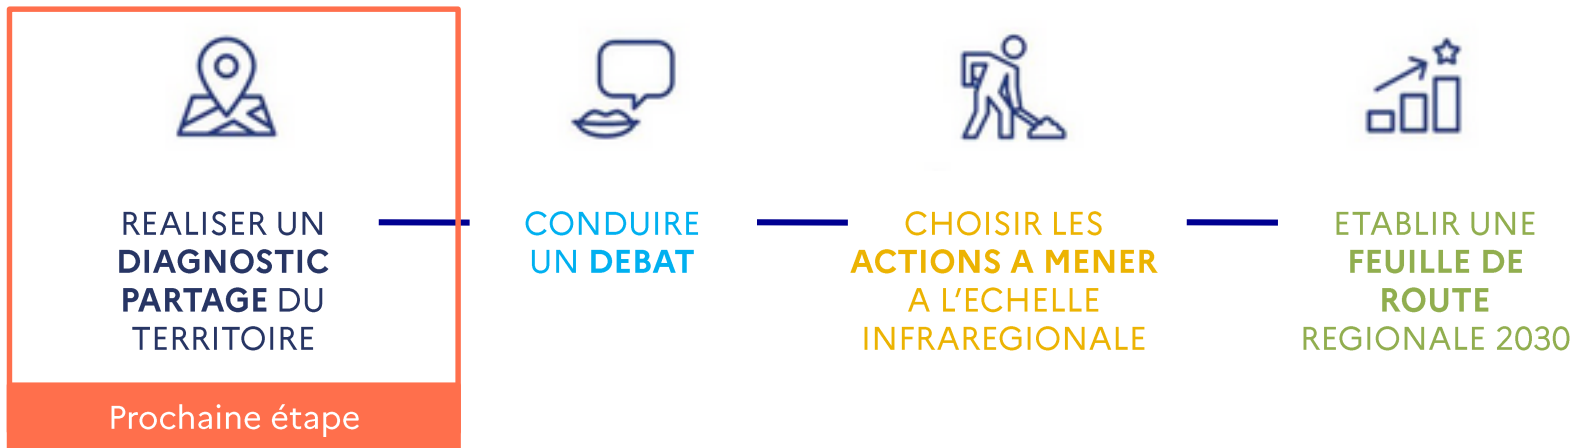 REALISER UN
DIAGNOSTIC
PARTAGE DU
TERRITOIRE
Prochaine étape
CONDUIRE
UN DEBAT
CHOISIR LES
ACTIONS A MENER
A L’ECHELLE
INFRAREGIONALE
ETABLIR UNE
FEUILLE DE
ROUTE
REGIONALE 2030